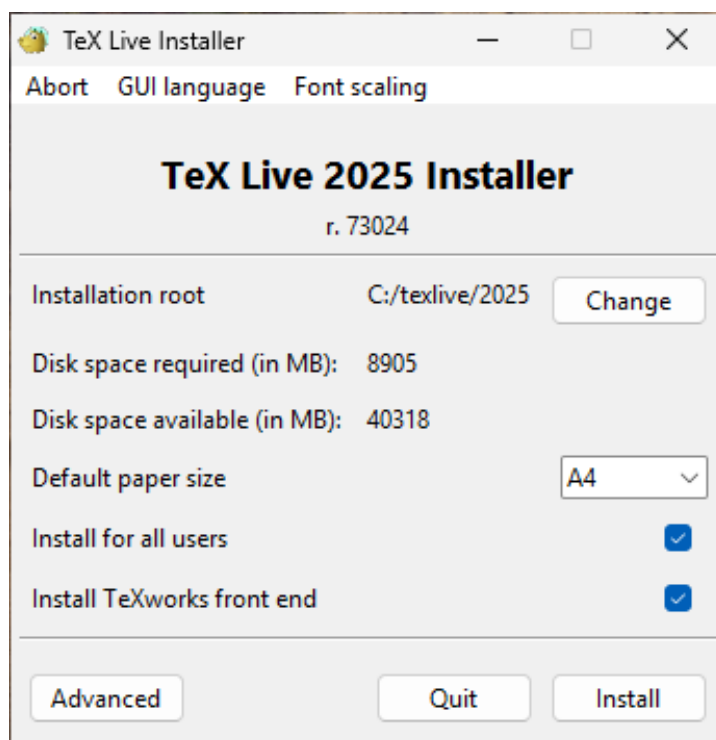 TeX Live Installer
Abort GUI language Font scaling
TeX Live 2025 Installer
r. 73024
Installation root C:/texlive/2025 Change
Disk space required (in MB): 8905
Disk space available (in MB): 40318
Default paper size A4
Install for all users
Install TeXworks front end
Advanced Quit Install